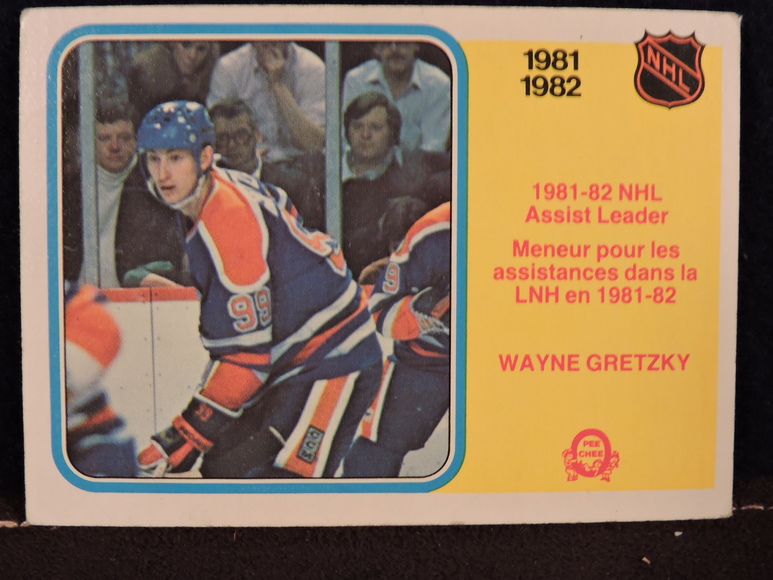 1981
1982
NHL
1981-82 NHL
Assist Leader
Meneur pour les
assistances dans la
LNH en 1981-82
WAYNE GRETZKY
PEE
CHEE
99
9